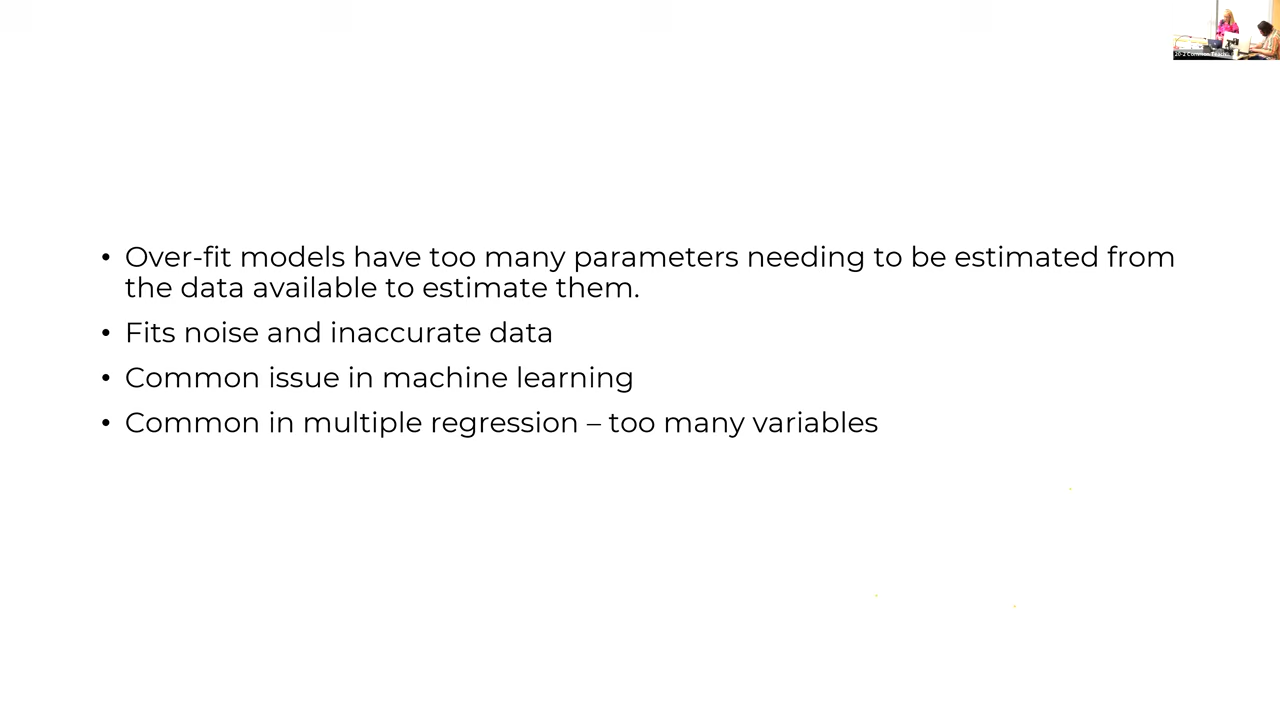 • Over-fit models have too many parameters needing to be estimated from
the data available to estimate them.
• Fits noise and inaccurate data
• Common issue in machine learning
• Common in multiple regression – too many variables